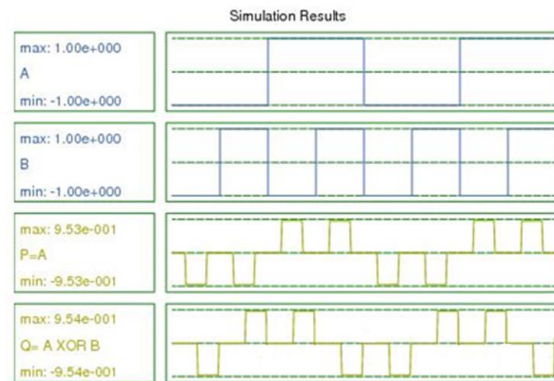 Simulation Results
max: 1.00e+000
A
min: -1.00e+000
max: 1.00e+000
B
min: -1.00e+000
max: 9.53e-001
P=A
min: -9.53e-001
max: 9.54e-001
Q= A XOR B
min: -9.54e-001